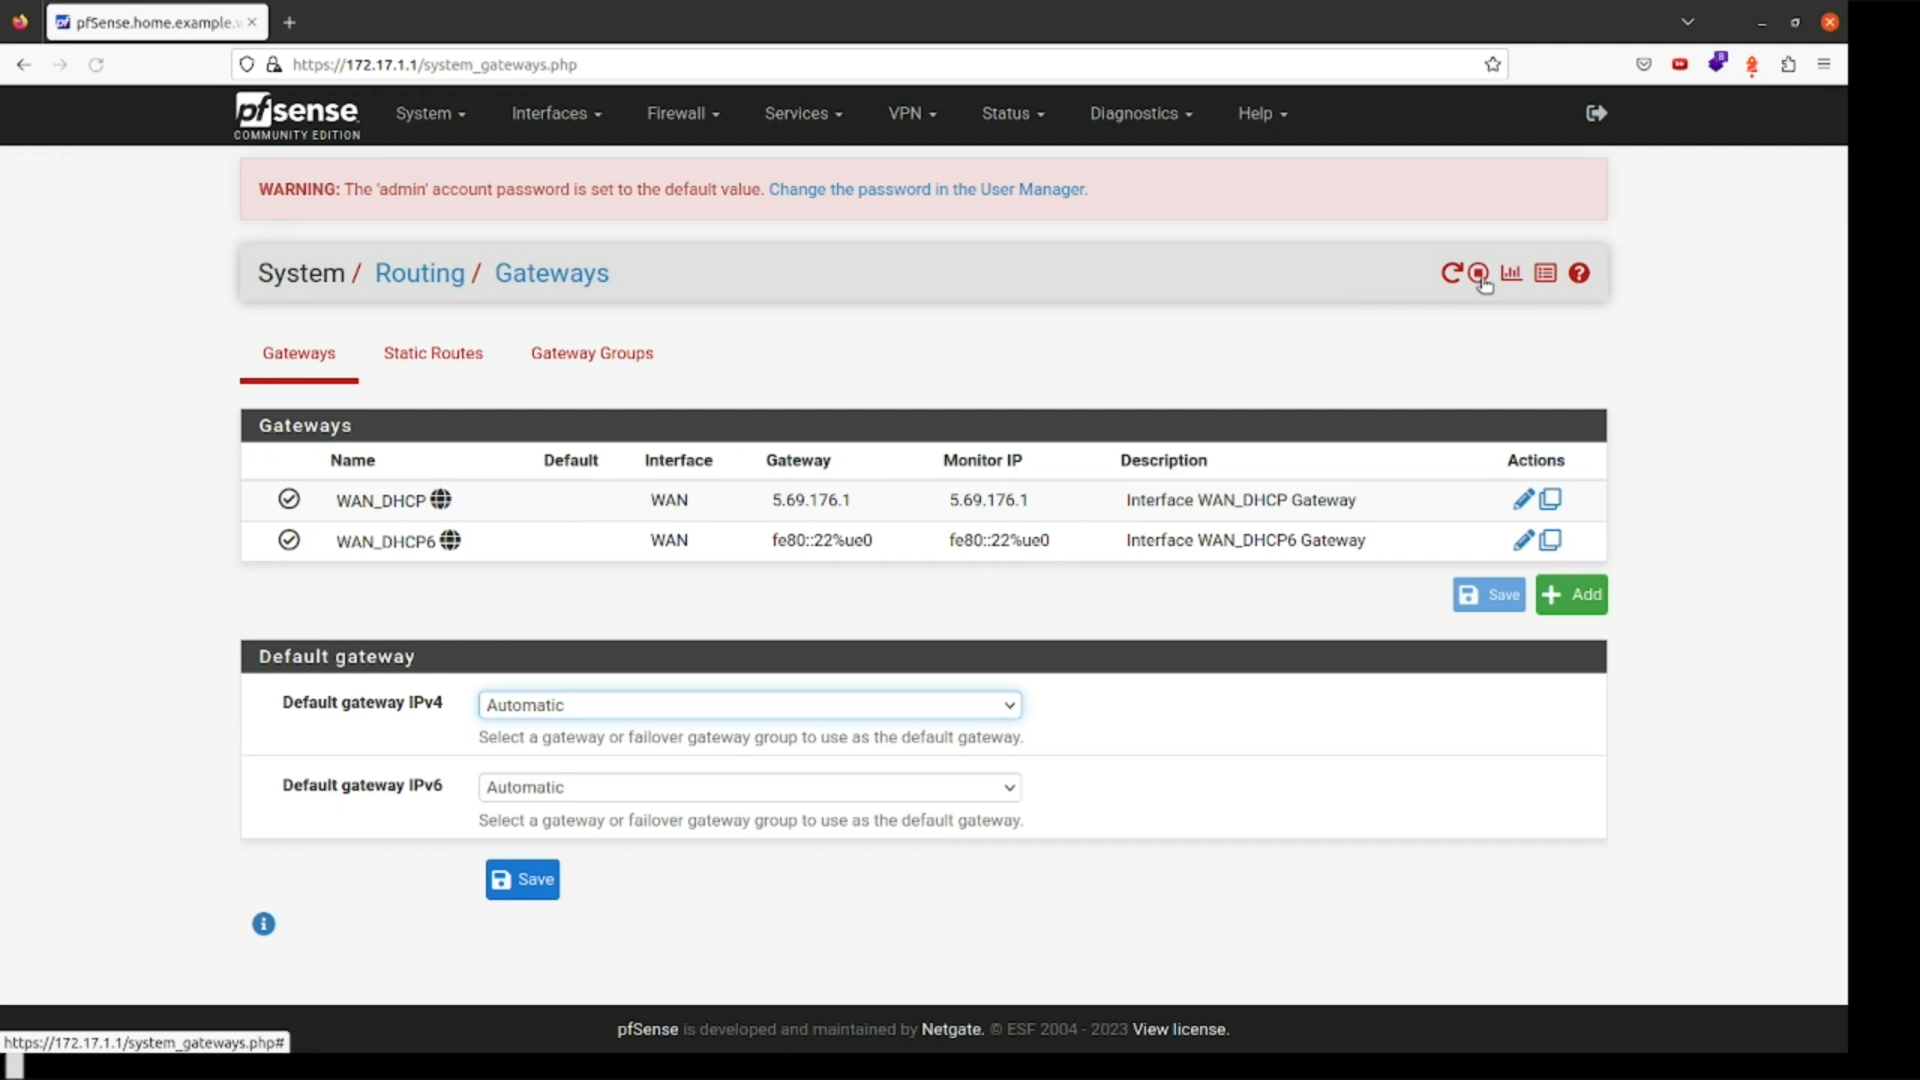 pfSense.home.example.
https://172.17.1.1/system_gateways.php
8
pfsense
COMMUNITY EDITION
System
Interfaces
Firewall
Services
VPN
Status
Diagnostics
Help
WARNING: The 'admin' account password is set to the default value. Change the password in the User Manager.
System / Routing / Gateways
Gateways
Static Routes
Gateway Groups
Gateways
Name Default Interface Gateway Monitor IP Description Actions
WAN_DHCP WAN 5.69.176.1 5.69.176.1 Interface WAN_DHCP Gateway
WAN_DHCP6 WAN fe80::22%ue0 fe80::22%ue0 Interface WAN_DHCP6 Gateway
Save
Add
Default gateway
Default gateway IPv4 Automatic
Select a gateway or failover gateway group to use as the default gateway.
Default gateway IPv6 Automatic
Select a gateway or failover gateway group to use as the default gateway.
Save
pfSense is developed and maintained by Netgate. © ESF 2004 - 2023 View license.
https://172.17.1.1/system_gateways.php#